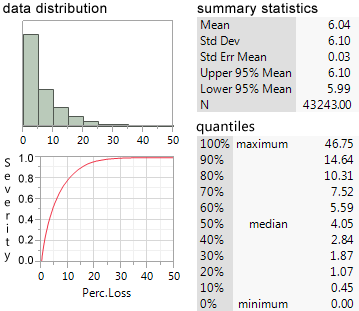 data distribution
0 10 20 30 40 50
1.0
0.8
0.6
0.4
0.2
0.0
Severity
0 10 20 30 40 50
Perc.Loss
summary statistics
Mean 6.04
Std Dev 6.10
Std Err Mean 0.03
Upper 95% Mean 6.10
Lower 95% Mean 5.99
N 43243.00
quantiles
100% maximum 46.75
90% 14.64
80% 10.31
70% 7.52
60% 5.59
50% median 4.05
40% 2.84
30% 1.87
20% 1.07
10% 0.45
0% minimum 0.00